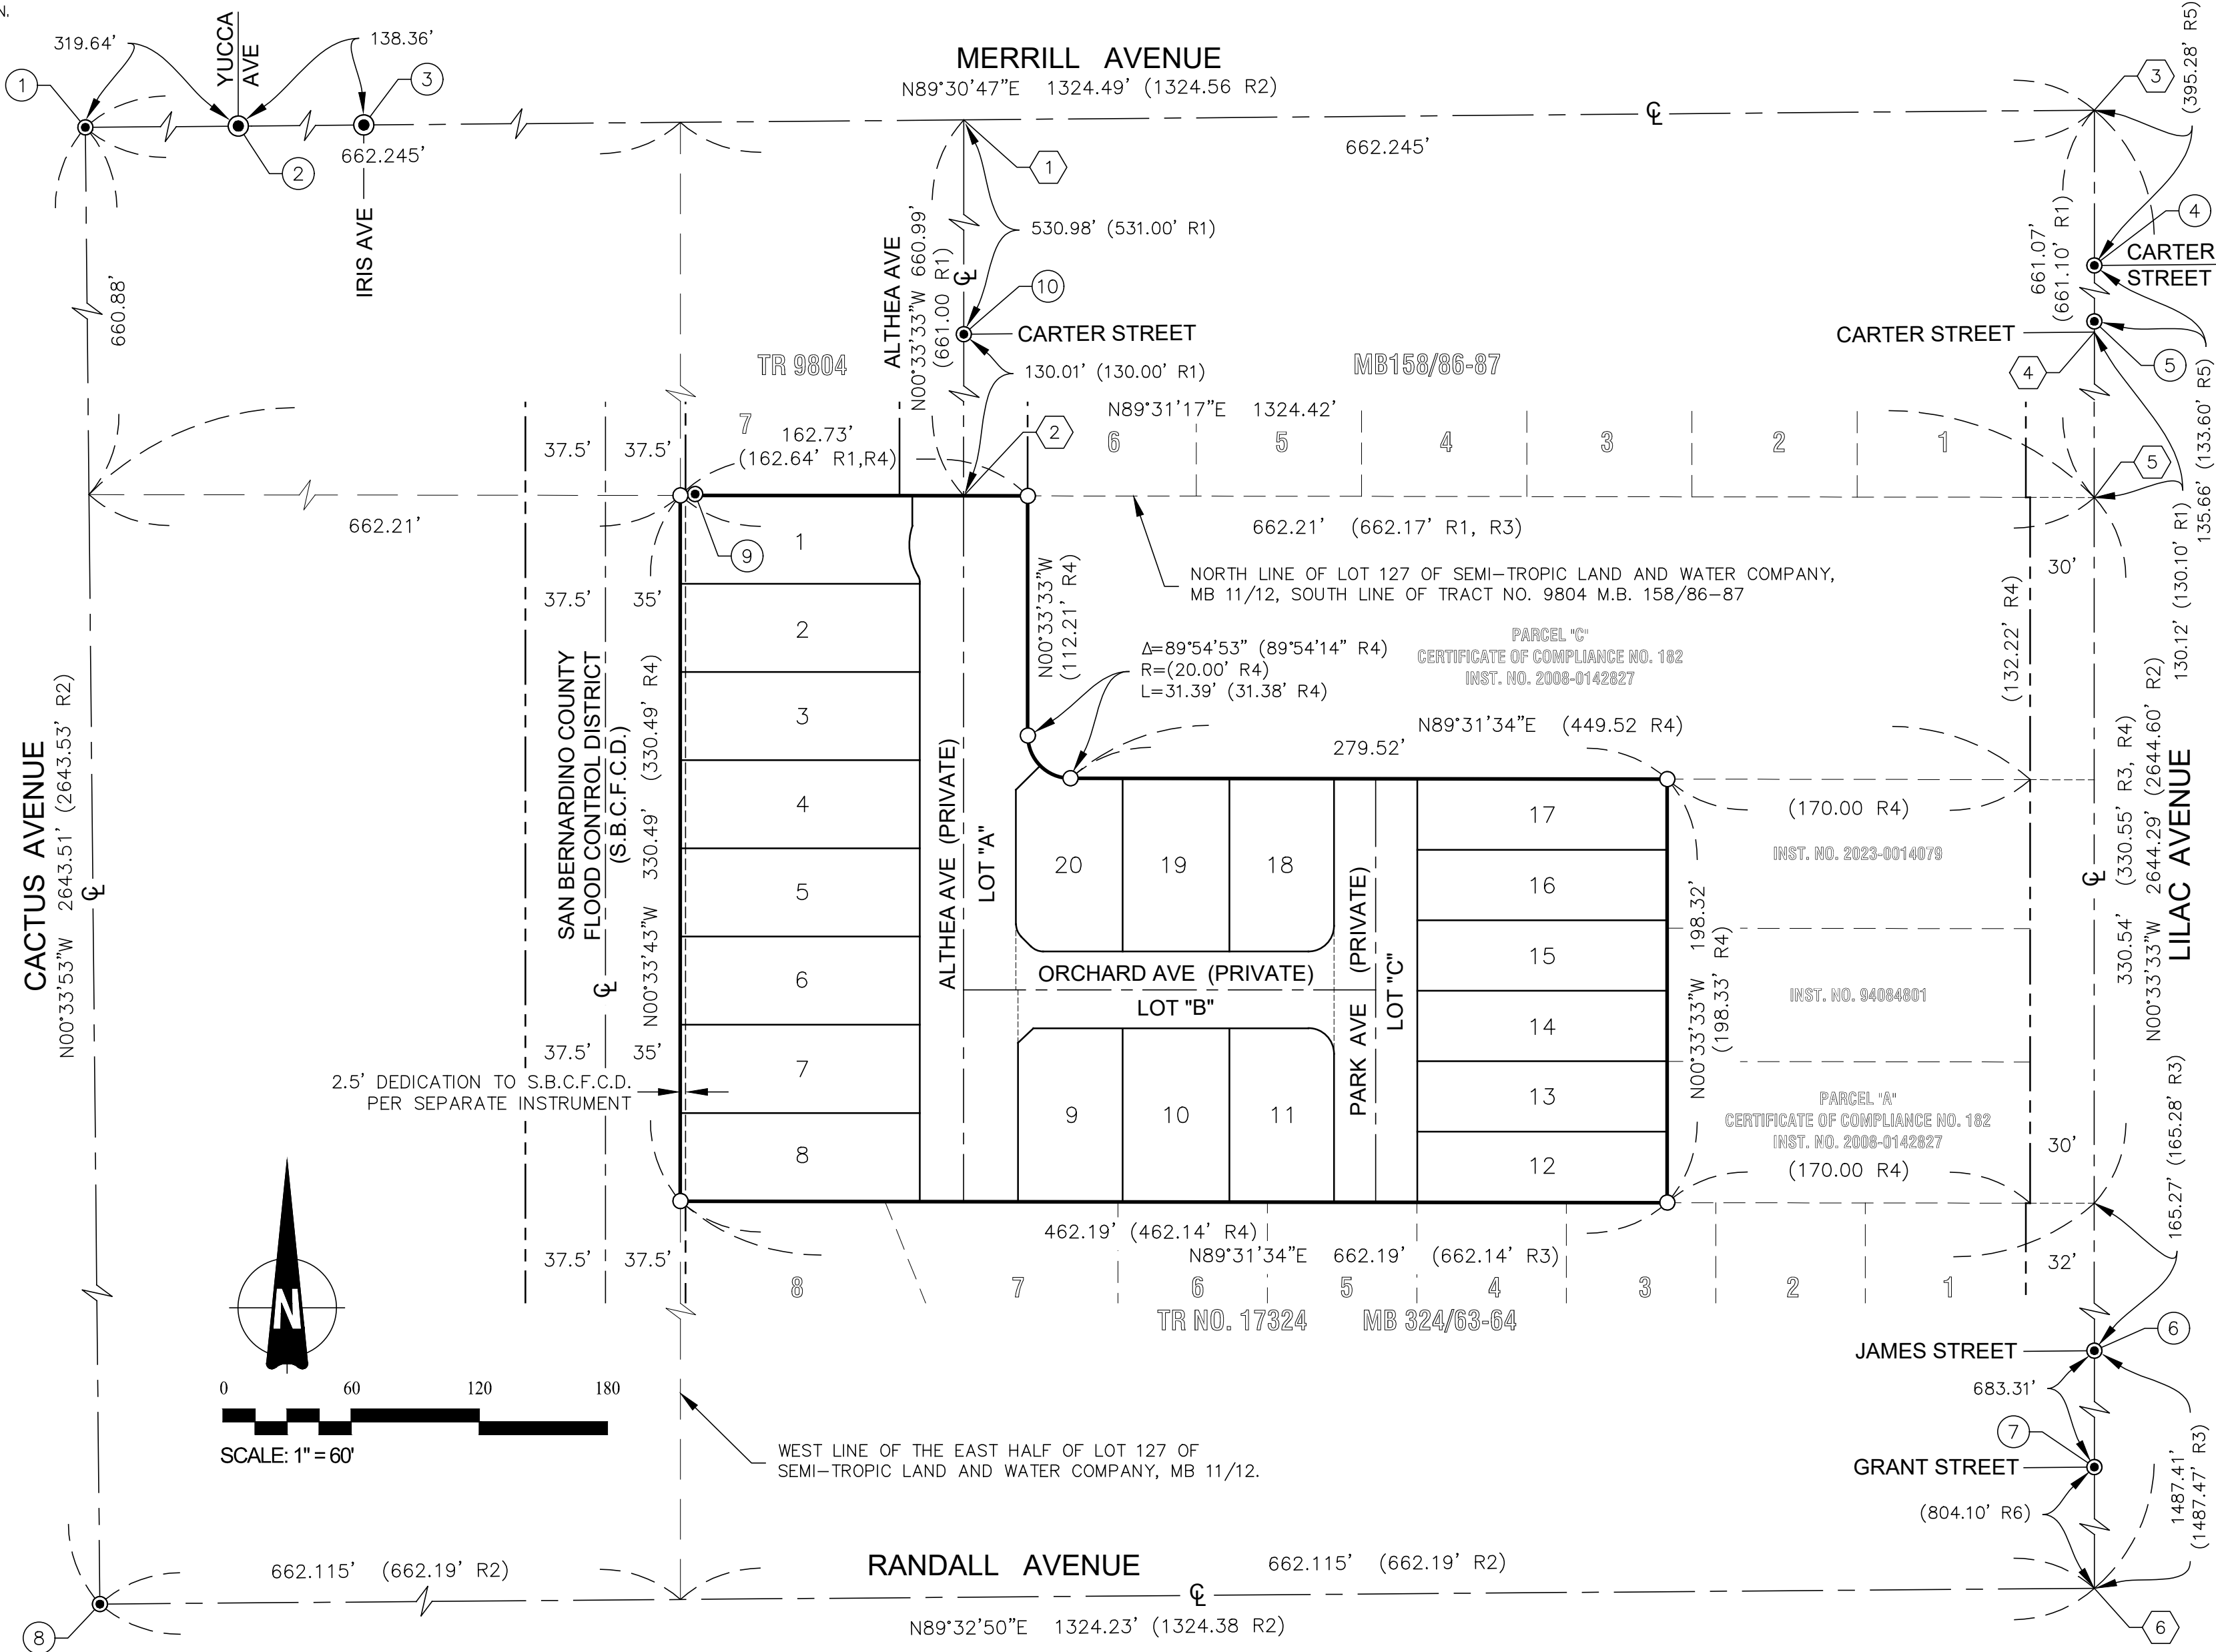 N.
319.64'
YUCCA
AVE
138.36'
1
3
2
MERRILL AVENUE
N89°30'47"E 1324.49' (1324.56 R2)
℄
3
(395.28' R5)
662.245'
662.245'
1
IRIS AVE
660.88'
ALTHEA AVE
N00°33'33"W 660.99'
(661.00 R1)
℄
530.98' (531.00' R1)
10
CARTER STREET
130.01' (130.00' R1)
661.07'
(661.10' R1)
4
CARTER
STREET
CARTER STREET
4
5
135.66' (133.60' R5)
130.12' (130.10' R1)
TR 9804
MB158/86-87
N89°31'17"E 1324.42'
2
7
6
5
4
3
2
1
162.73'
(162.64' R1,R4)
37.5'
37.5'
5
662.21'
662.21' (662.17' R1, R3)
9
30'
NORTH LINE OF LOT 127 OF SEMI-TROPIC LAND AND WATER COMPANY,
MB 11/12, SOUTH LINE OF TRACT NO. 9804 M.B. 158/86-87
N00°33'33"W
(112.21' R4)
(132.22' R4)
37.5'
35'
1
2
3
4
5
6
7
8
PARCEL "C"
CERTIFICATE OF COMPLIANCE NO. 182
INST. NO. 2008-0142827
Δ=89°54'53" (89°54'14" R4)
R=(20.00' R4)
L=31.39' (31.38' R4)
N89°31'34"E (449.52 R4)
279.52'
SAN BERNARDINO COUNTY
FLOOD CONTROL DISTRICT
(S.B.C.F.C.D.)
℄
N00°33'43"W 330.49' (330.49' R4)
ALTHEA AVE (PRIVATE)
LOT "A"
CACTUS AVENUE
N00°33'53"W 2643.51' (2643.53' R2)
℄
LILAC AVENUE
N00°33'33"W 2644.29' (2644.60' R2)
330.54' (330.55' R3, R4)
℄
(170.00 R4)
INST. NO. 2023-0014079
INST. NO. 94084801
20
19
18
17
16
15
14
13
12
ORCHARD AVE (PRIVATE)
LOT "B"
PARK AVE (PRIVATE)
LOT "C"
9
10
11
N00°33'33"W 198.32'
(198.33' R4)
37.5'
35'
2.5' DEDICATION TO S.B.C.F.C.D.
PER SEPARATE INSTRUMENT
PARCEL "A"
CERTIFICATE OF COMPLIANCE NO. 182
INST. NO. 2008-0142827
(170.00 R4)
30'
165.27' (165.28' R3)
462.19' (462.14' R4)
N89°31'34"E 662.19' (662.14' R3)
37.5'
37.5'
32'
8
7
6
5
4
3
2
1
TR NO. 17324
MB 324/63-64
N
0
60
120
180
SCALE: 1" = 60'
JAMES STREET
6
683.31'
7
GRANT STREET
(804.10' R6)
1487.41'
(1487.47' R3)
WEST LINE OF THE EAST HALF OF LOT 127 OF
SEMI-TROPIC LAND AND WATER COMPANY, MB 11/12.
662.115' (662.19' R2)
RANDALL AVENUE
662.115' (662.19' R2)
℄
N89°32'50"E 1324.23' (1324.38 R2)
8
6